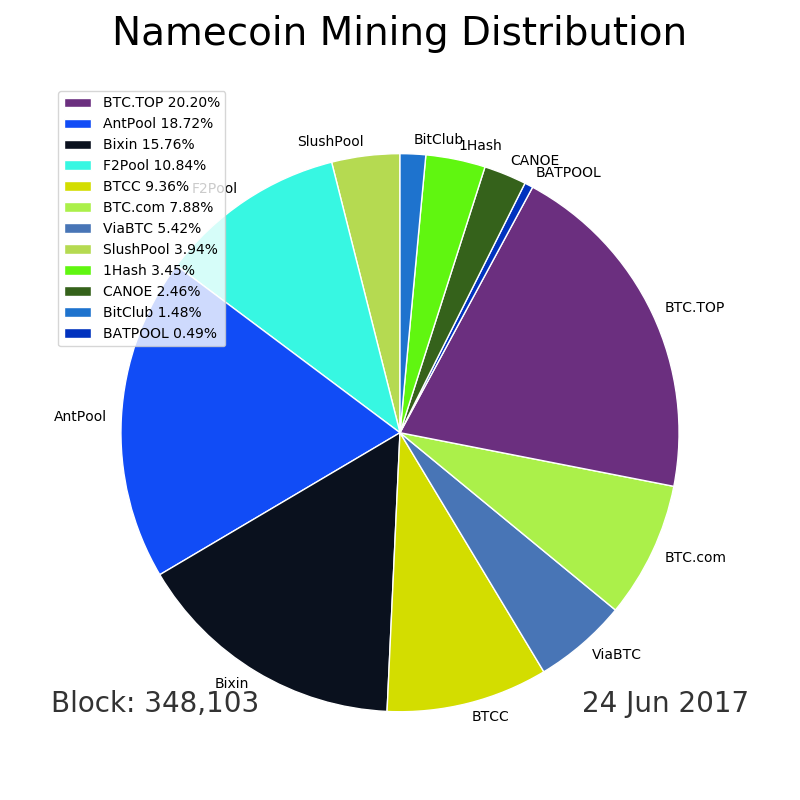 Namecoin Mining Distribution
BTC.TOP 20.20%
AntPool 18.72%
Bixin 15.76%
F2Pool 10.84%
BTCC 9.36%
BTC.com 7.88%
ViaBTC 5.42%
SlushPool 3.94%
1Hash 3.45%
CANOE 2.46%
BitClub 1.48%
BATPOOL 0.49%
SlushPool
BitClub
1Hash
CANOE
BATPOOL
F2Pool
BTC.TOP
AntPool
BTC.com
ViaBTC
Bixin
BTCC
Block: 348,103
24 Jun 2017